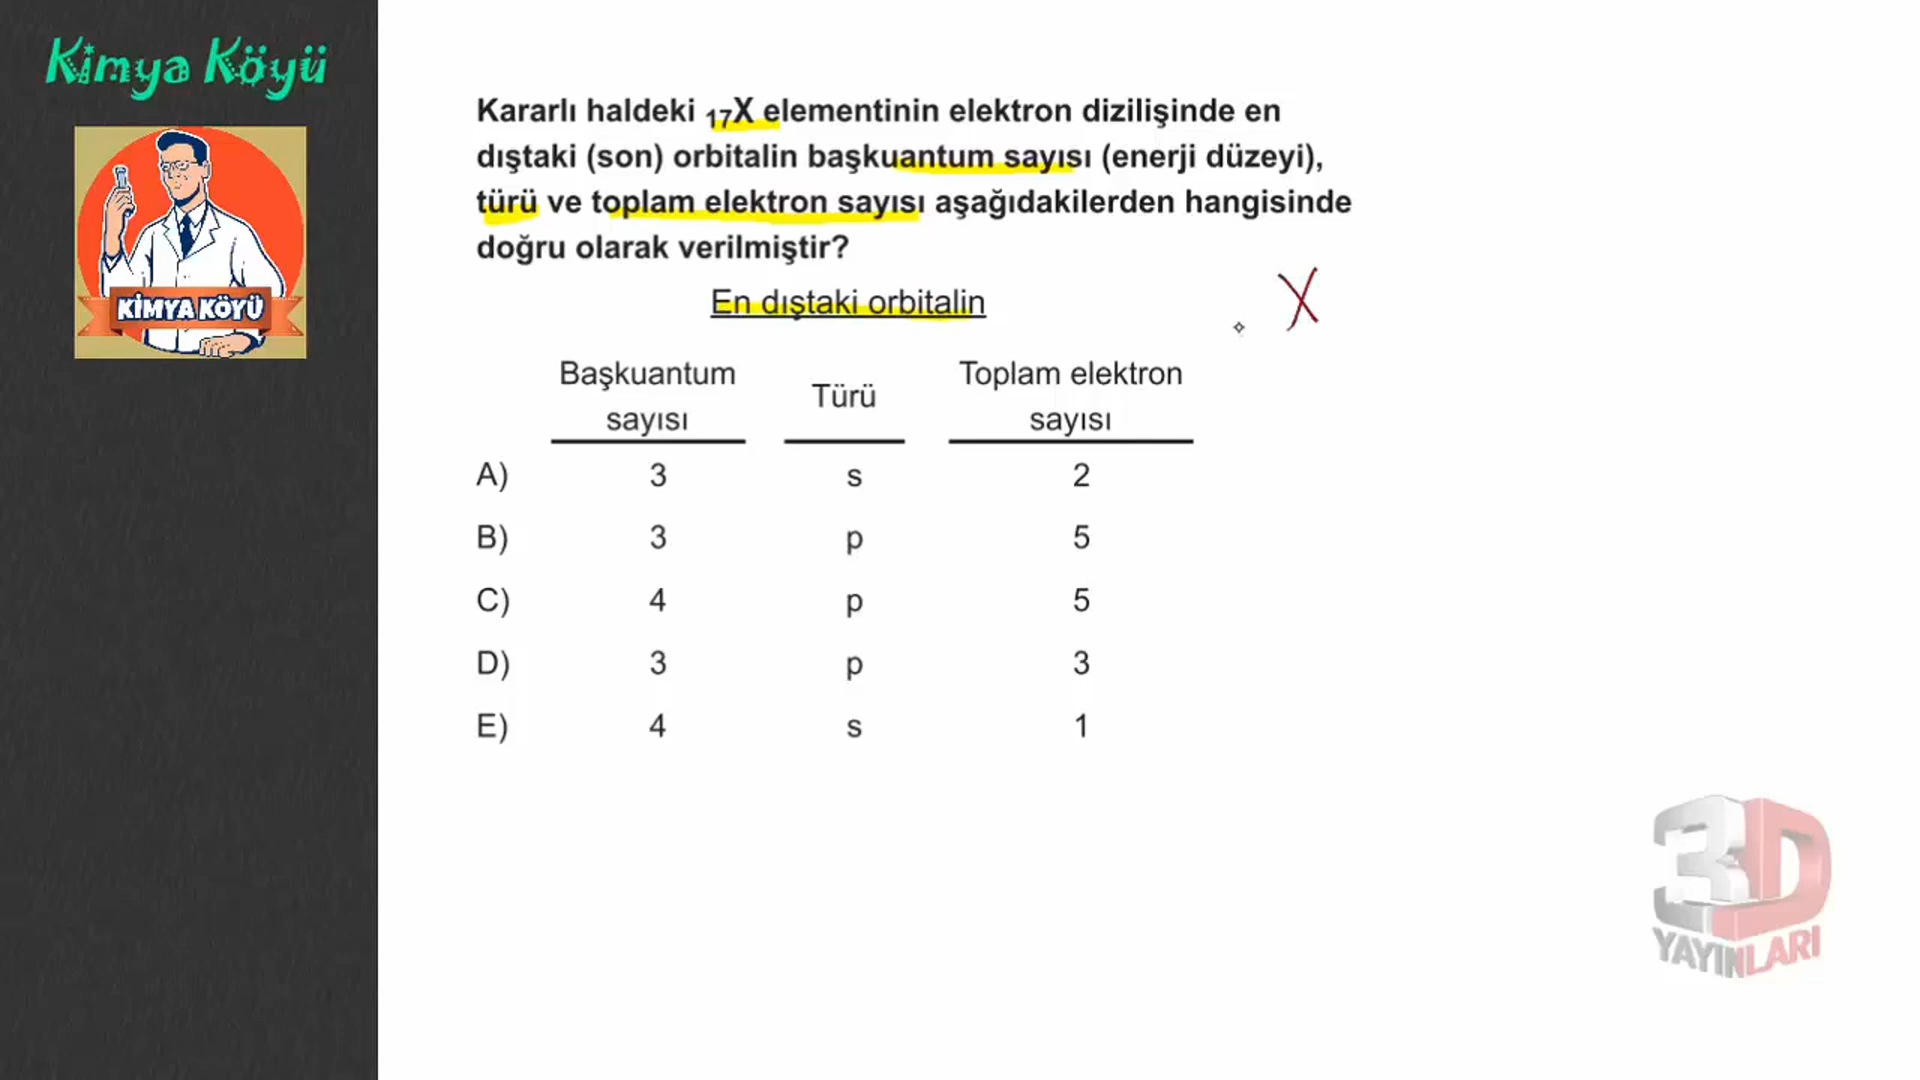 Kimya Köyü
KİMYA KÖYÜ
Kararlı haldeki ₁₇X elementinin elektron dizilişinde en
dıştaki (son) orbitalin başkuantum sayısı (enerji düzeyi),
türü ve toplam elektron sayısı aşağıdakilerden hangisinde
doğru olarak verilmiştir?
En dıştaki orbitalin
X
Başkuantum sayısı Türü Toplam elektron sayısı
A) 3 s 2
B) 3 p 5
C) 4 p 5
D) 3 p 3
E) 4 s 1
3D
YAYINLARI